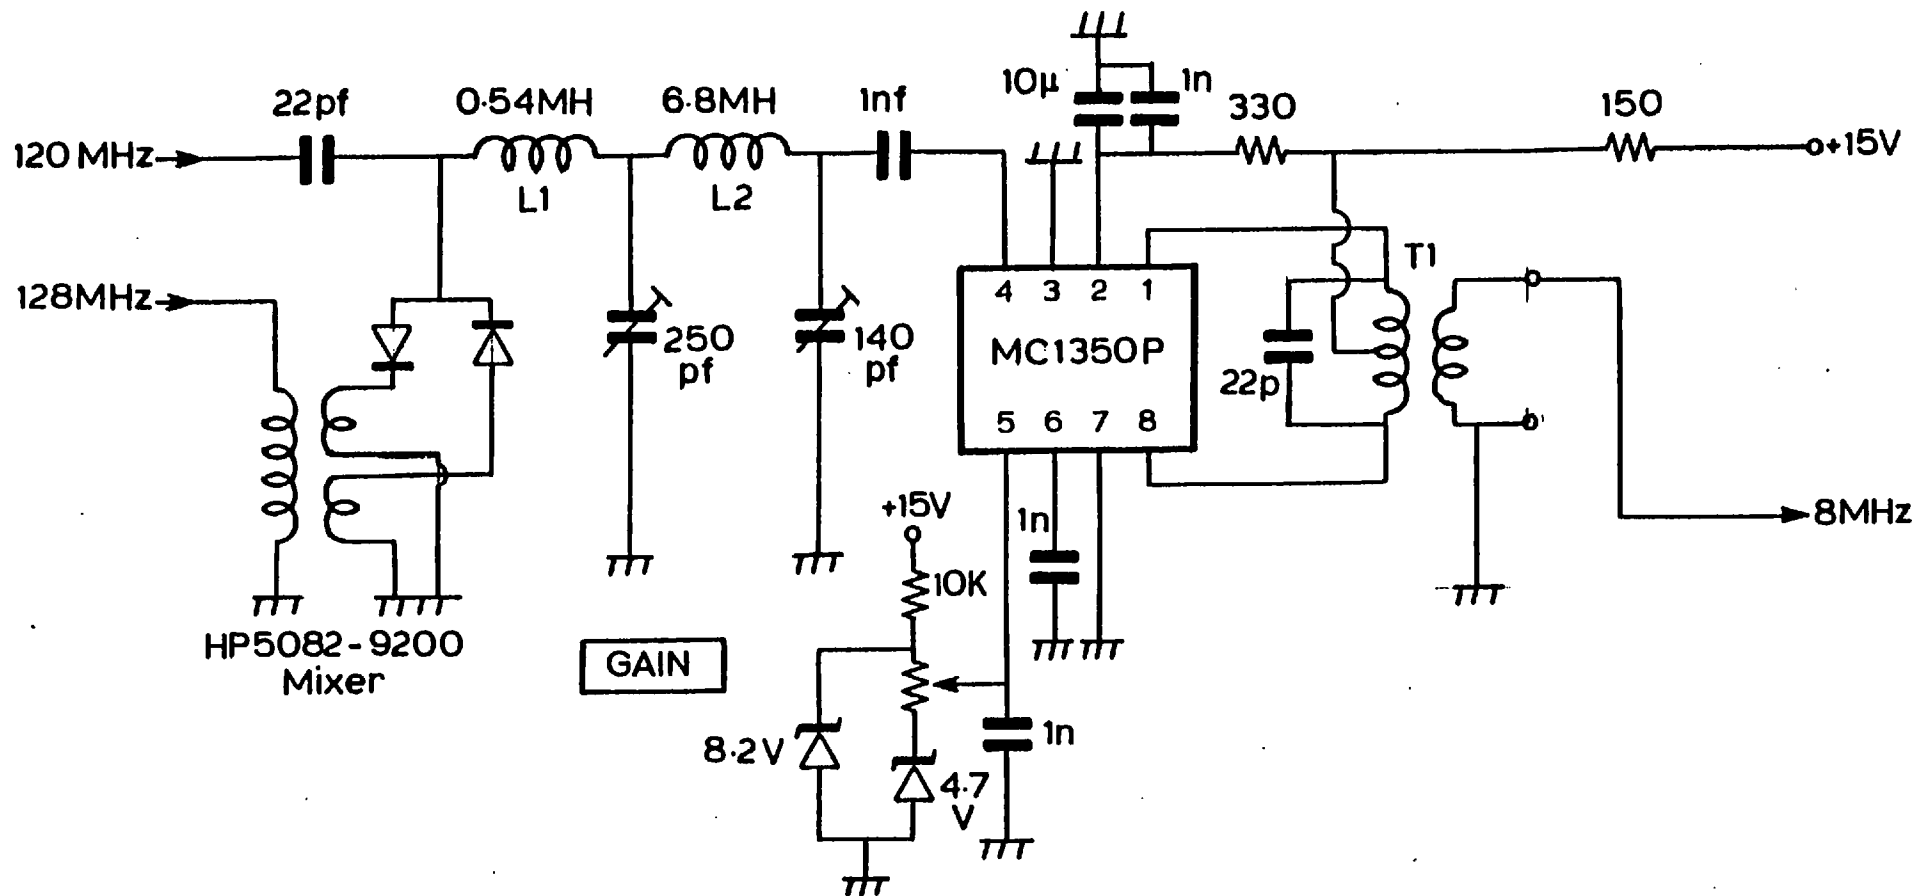 120 MHz
22pf
0.54MH
L1
6.8MH
L2
1nf
10µ
1n
330
150
+15V
128MHz
250
pf
140
pf
4 3 2 1
MC1350P
5 6 7 8
T1
22p
8MHz
HP5082-9200
Mixer
GAIN
+15V
10K
8.2V
4.7
V
1n
1n